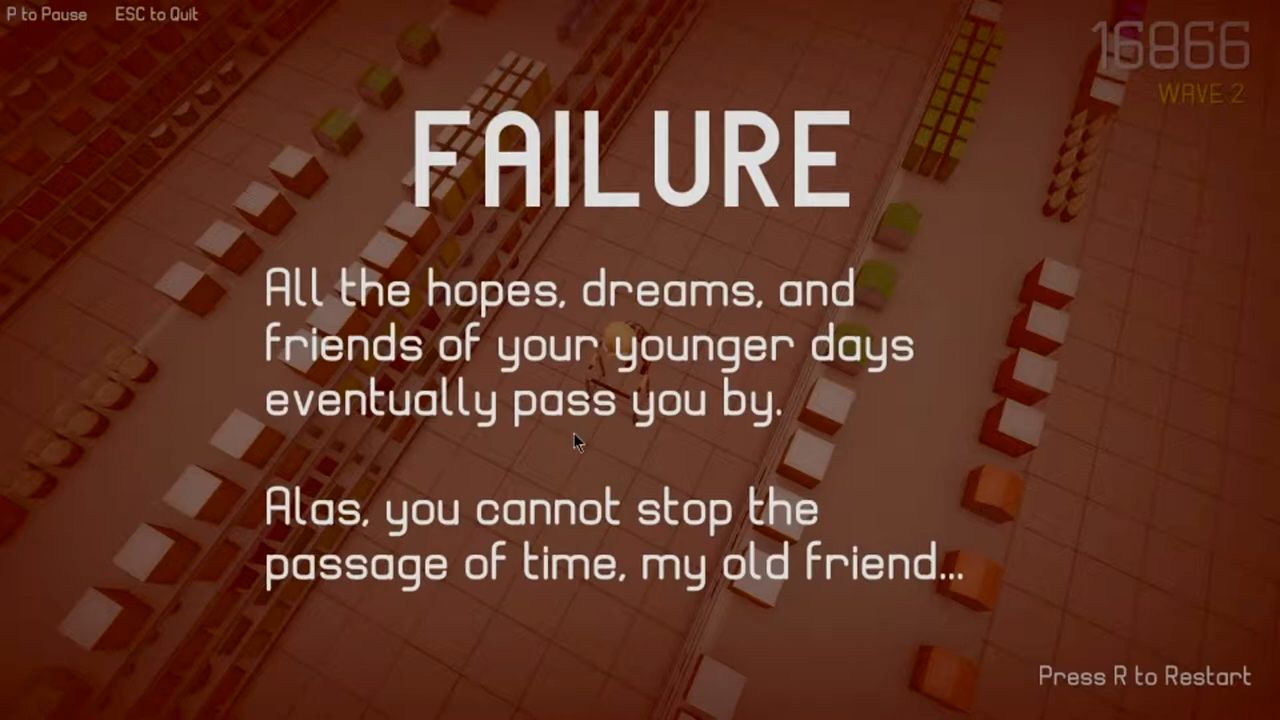 P to Pause ESC to Quit
16866
WAVE 2
FAILURE
All the hopes, dreams, and
friends of your younger days
eventually pass you by.
Alas, you cannot stop the
passage of time, my old friend...
Press R to Restart